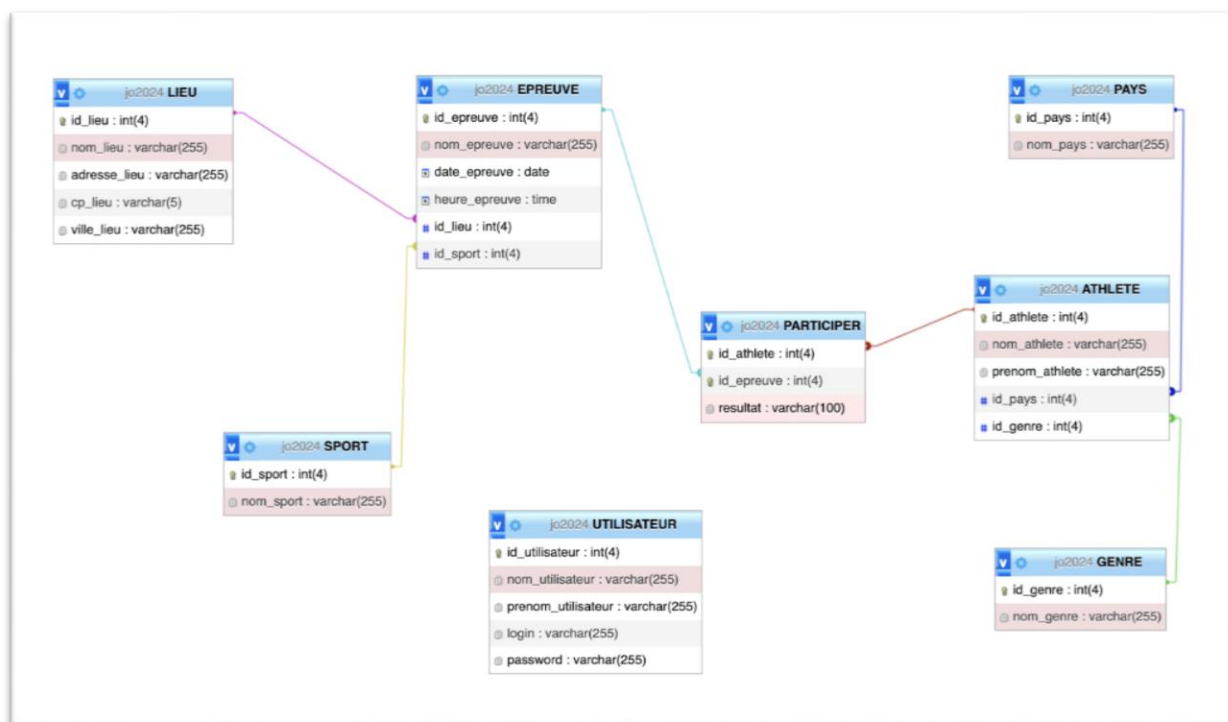 jo2024 LIEU
id_lieu : int(4)
nom_lieu : varchar(255)
adresse_lieu : varchar(255)
cp_lieu : varchar(5)
ville_lieu : varchar(255)
jo2024 EPREUVE
id_epreuve : int(4)
nom_epreuve : varchar(255)
date_epreuve : date
heure_epreuve : time
id_lieu : int(4)
id_sport : int(4)
jo2024 PAYS
id_pays : int(4)
nom_pays : varchar(255)
jo2024 PARTICIPER
id_athlete : int(4)
id_epreuve : int(4)
resultat : varchar(100)
jo2024 ATHLETE
id_athlete : int(4)
nom_athlete : varchar(255)
prenom_athlete : varchar(255)
id_pays : int(4)
id_genre : int(4)
jo2024 SPORT
id_sport : int(4)
nom_sport : varchar(255)
jo2024 UTILISATEUR
id_utilisateur : int(4)
nom_utilisateur : varchar(255)
prenom_utilisateur : varchar(255)
login : varchar(255)
password : varchar(255)
jo2024 GENRE
id_genre : int(4)
nom_genre : varchar(255)